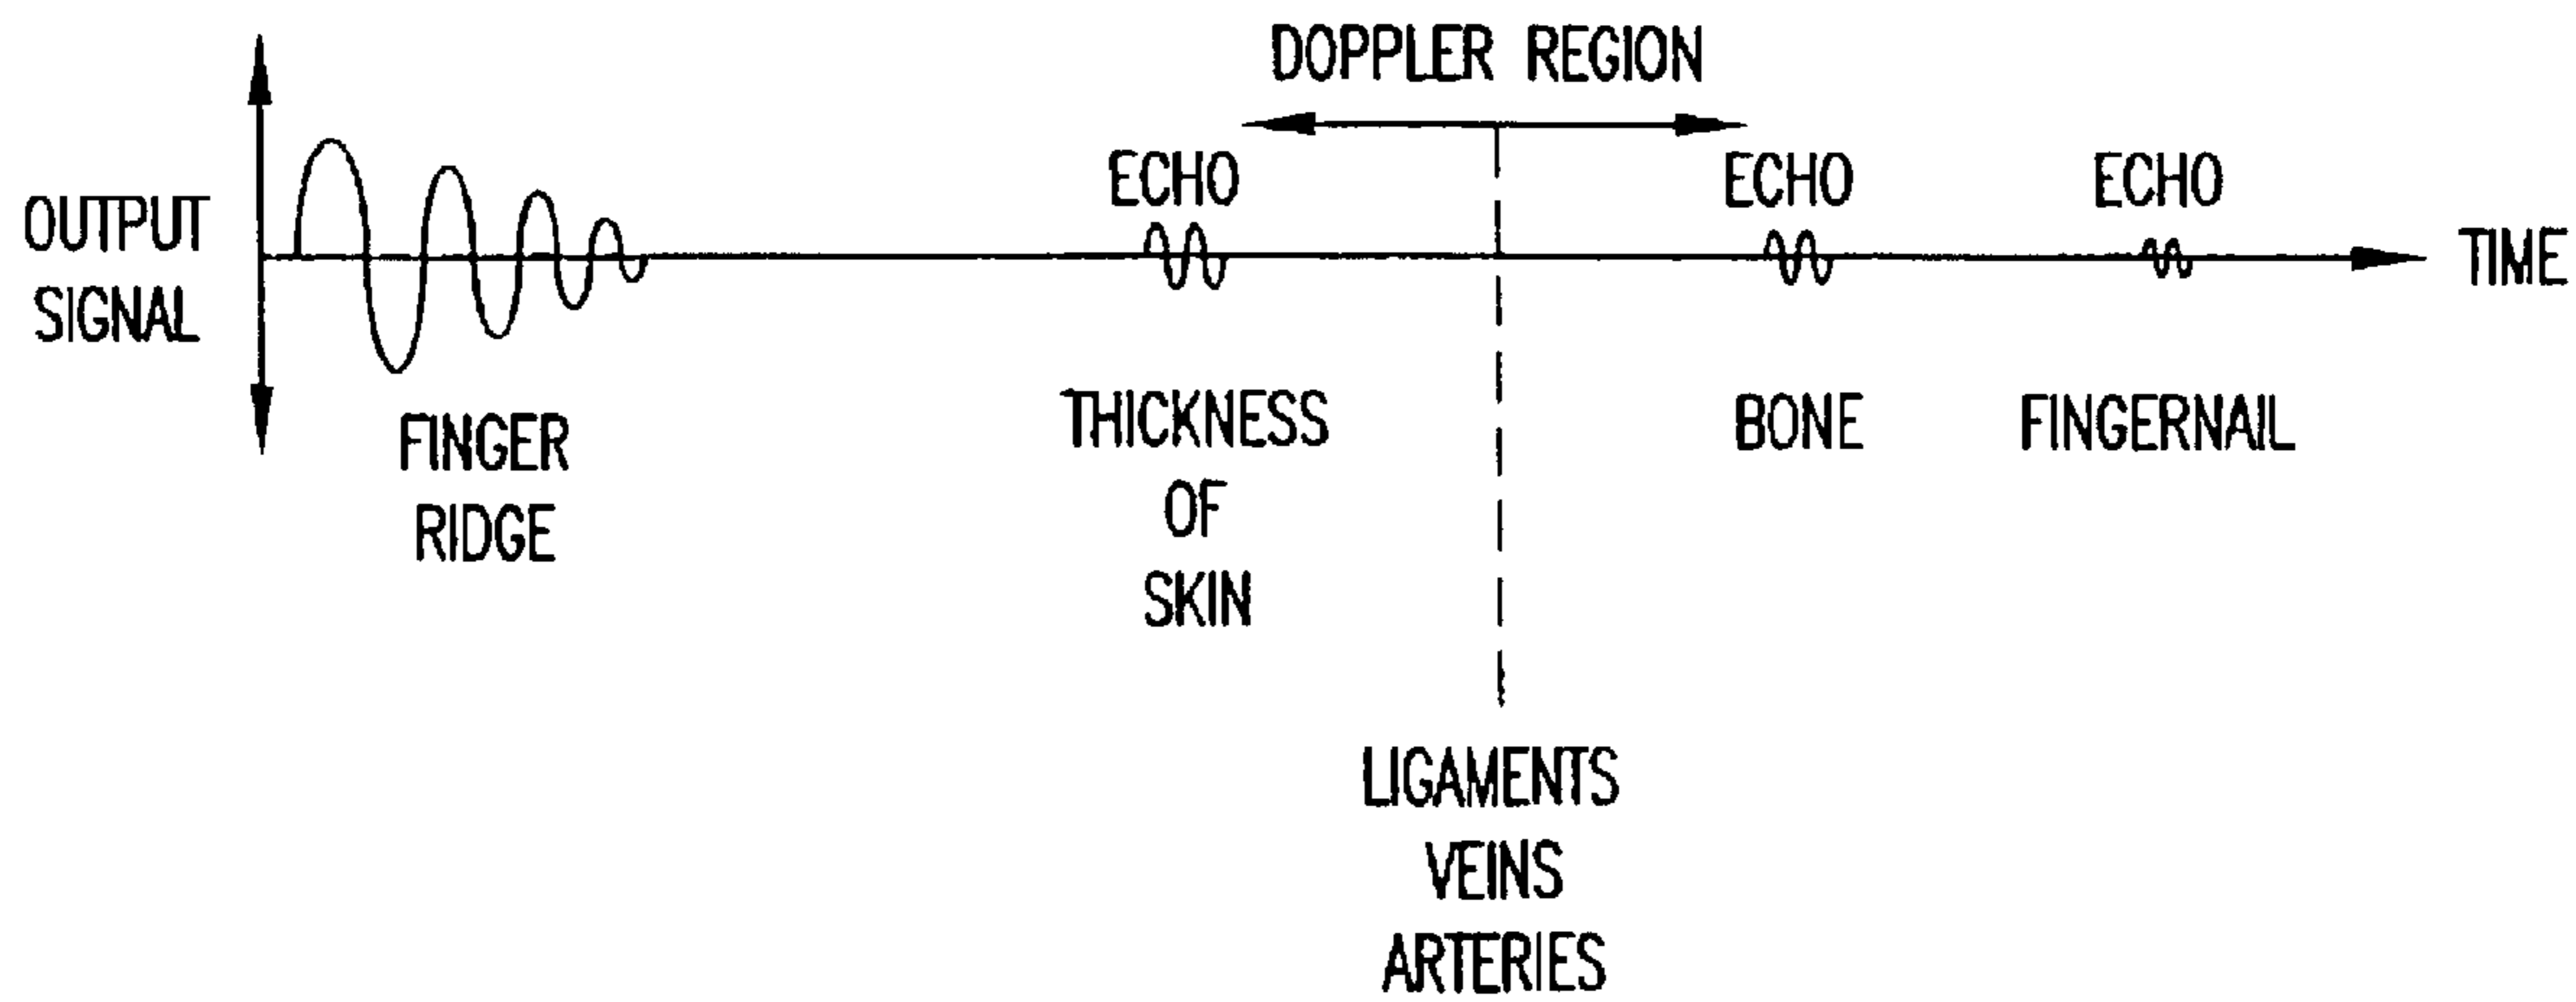 DOPPLER REGION
ECHO
ECHO
ECHO
OUTPUT
SIGNAL
TIME
FINGER
RIDGE
THICKNESS
OF
SKIN
BONE
FINGERNAIL
LIGAMENTS
VEINS
ARTERIES